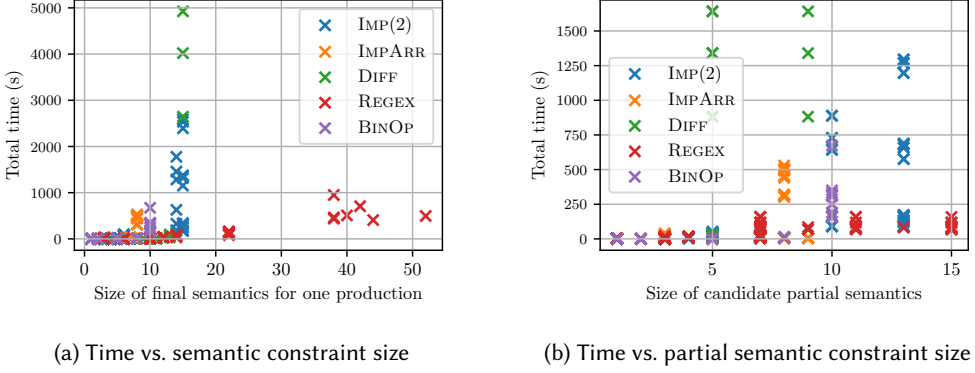 5000
4000
3000
2000
1000
0
Total time (s)
IMP(2)
IMPARR
DIFF
REGEX
BINOP
0 10 20 30 40 50
Size of final semantics for one production
(a) Time vs. semantic constraint size
1500
1250
1000
750
500
250
0
Total time (s)
IMP(2)
IMPARR
DIFF
REGEX
BINOP
5 10 15
Size of candidate partial semantics
(b) Time vs. partial semantic constraint size